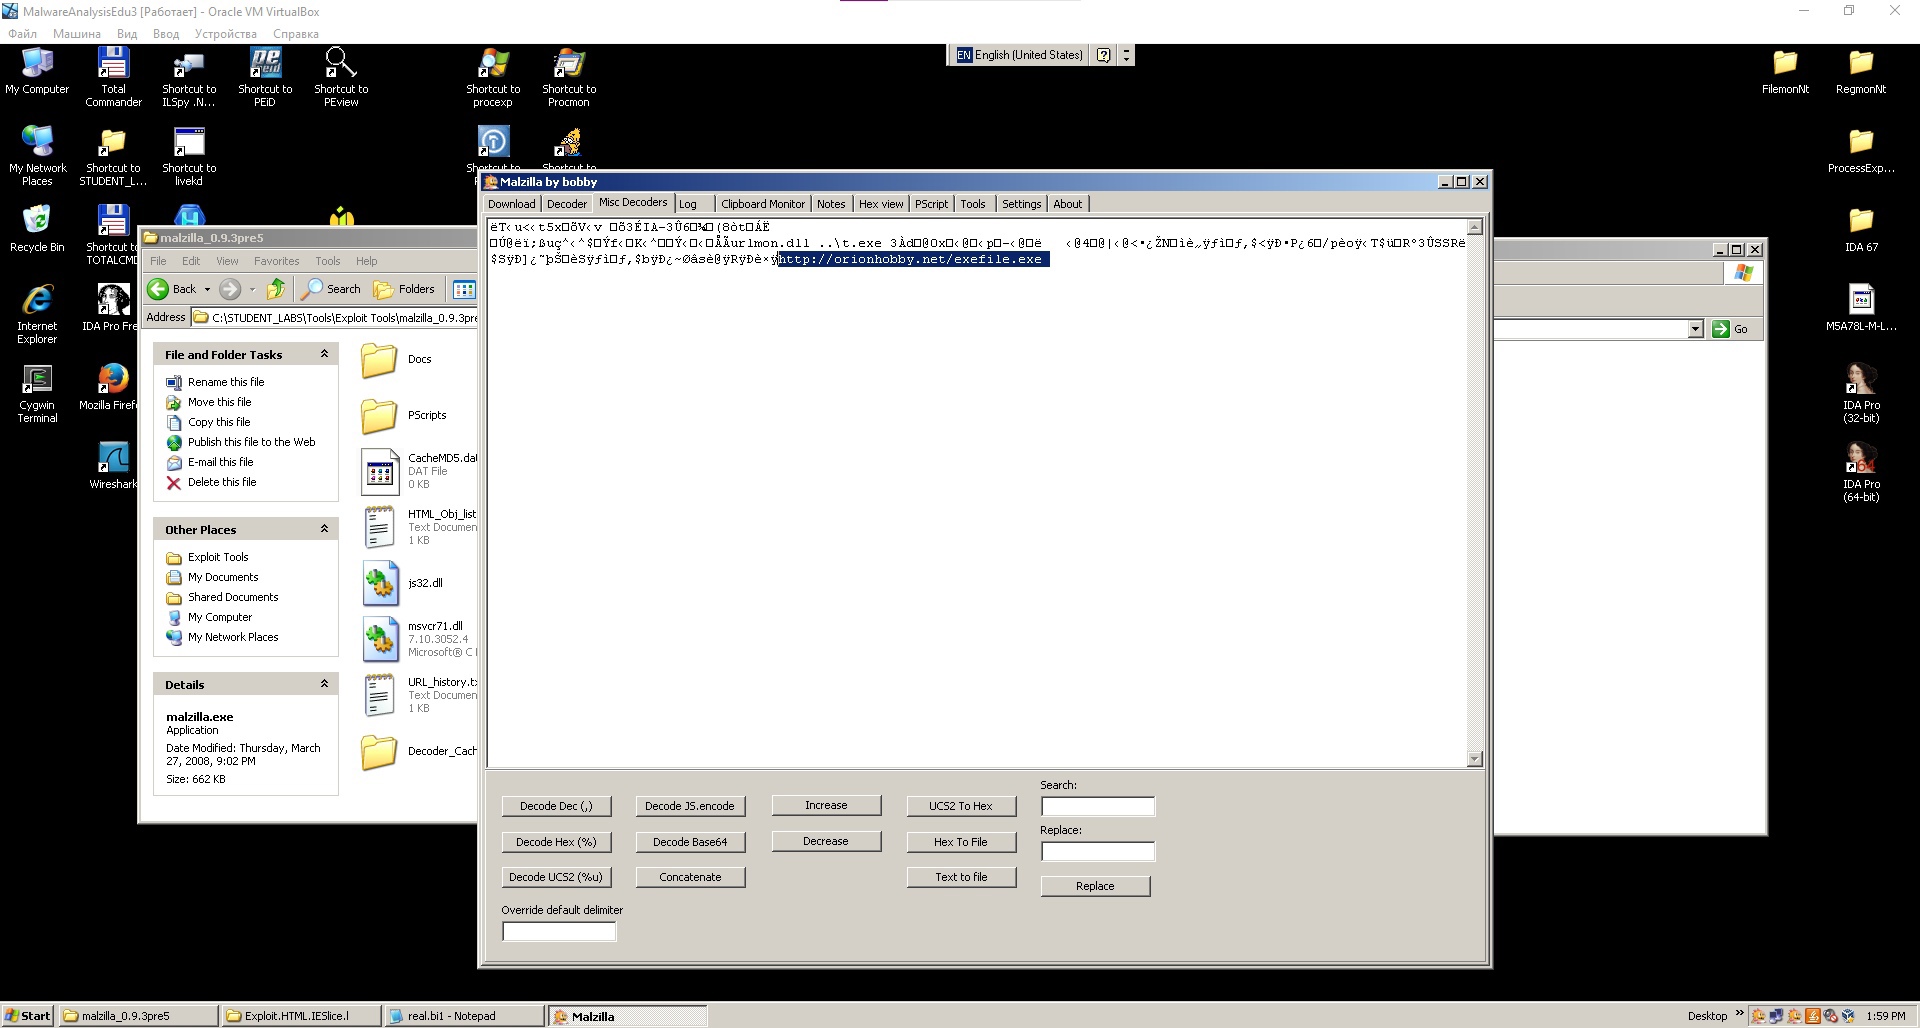 MalwareAnalysisEdu3 [Работает] - Oracle VM VirtualBox
Файл Машина Вид Ввод Устройства Справка
EN English (United States)
My Computer
Total Commander
Shortcut to ILSpy .N...
Shortcut to PEiD
Shortcut to PEview
Shortcut to procexp
Shortcut to Procmon
FilemonNt
RegmonNt
My Network Places
Shortcut to STUDENT_L...
Shortcut to livekd
Shortcut to
Shortcut to
ProcessExp...
Recycle Bin
Shortcut to TOTALCMD
IDA 67
Internet Explorer
IDA Pro Fre
M5A78L-M-L...
Cygwin Terminal
Mozilla Firefo
IDA Pro (32-bit)
Wireshark
IDA Pro (64-bit)
malzilla_0.9.3pre5
File Edit View Favorites Tools Help
Back Search Folders
Address C:\STUDENT_LABS\Tools\Exploit Tools\malzilla_0.9.3pre
File and Folder Tasks
Rename this file
Move this file
Copy this file
Publish this file to the Web
E-mail this file
Delete this file
Other Places
Exploit Tools
My Documents
Shared Documents
My Computer
My Network Places
Details
malzilla.exe
Application
Date Modified: Thursday, March 27, 2008, 9:02 PM
Size: 662 KB
Docs
PScripts
CacheMD5.dat
DAT File
0 KB
HTML_Obj_list
Text Documen
1 KB
js32.dll
msvcr71.dll
7.10.3052.4
Microsoft® C
URL_history.tx
Text Documen
1 KB
Decoder_Cach
Malzilla by bobby
Download Decoder Misc Decoders Log Clipboard Monitor Notes Hex view PScript Tools Settings About
urlmon.dll ..\t.exe
http://orionhobby.net/exefile.exe
Decode Dec (,) Decode JS.encode Increase UCS2 To Hex
Decode Hex (%) Decode Base64 Decrease Hex To File
Decode UCS2 (%u) Concatenate Text to file
Override default delimiter
Search:
Replace:
Replace
Go
Start malzilla_0.9.3pre5 Exploit.HTML.IESlice.l real.bi1 - Notepad Malzilla Desktop 1:59 PM